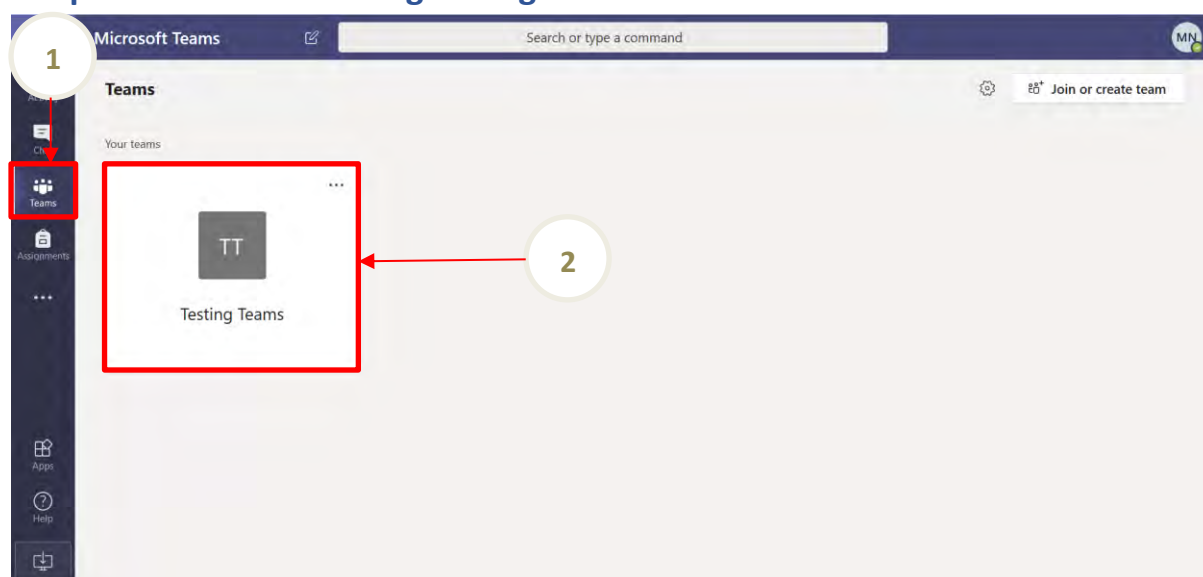 Microsoft Teams
Search or type a command
MN
1
Teams
Join or create team
Your teams
Teams
TT
Testing Teams
2
Assignments
Apps
Help